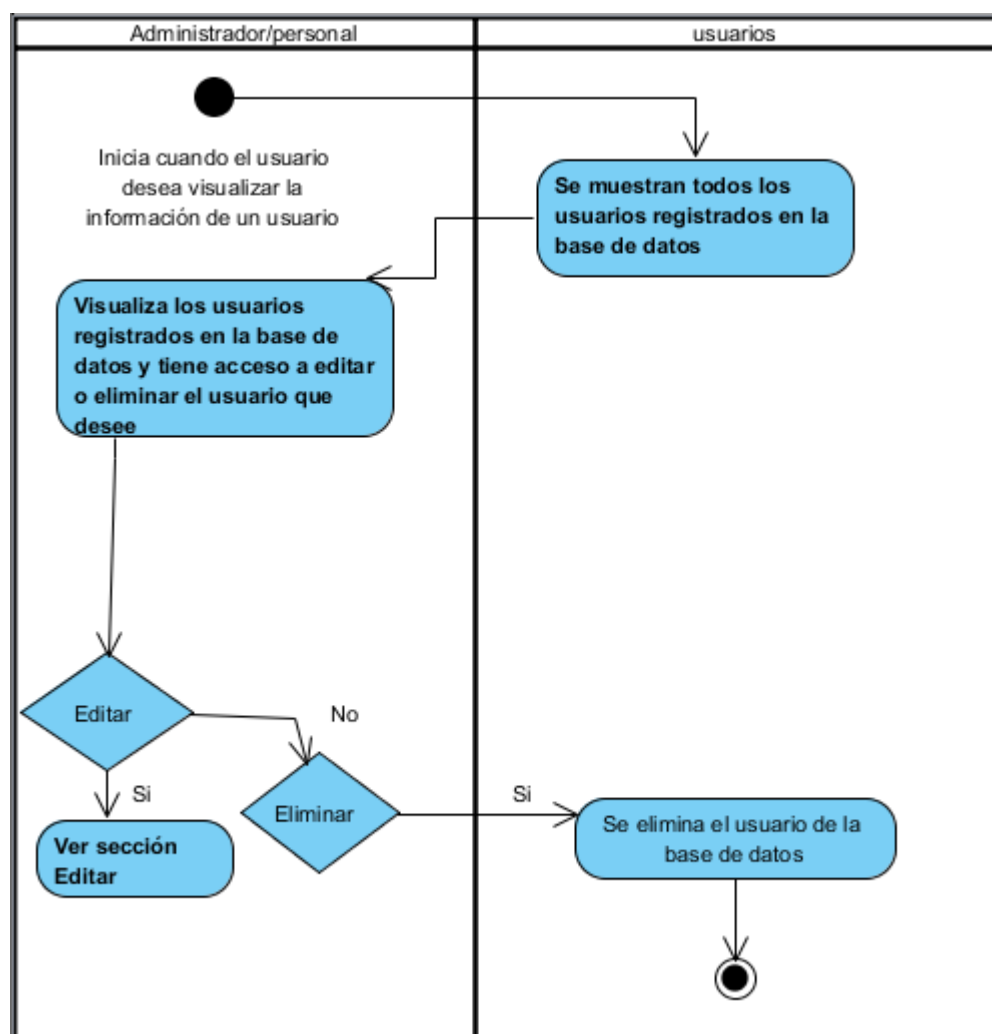 Administrador/personal
usuarios
Inicia cuando el usuario
desea visualizar la
información de un usuario
Se muestran todos los
usuarios registrados en la
base de datos
Visualiza los usuarios
registrados en la base de
datos y tiene acceso a editar
o eliminar el usuario que
desee
Editar
No
Si
Eliminar
Si
Ver sección
Editar
Se elimina el usuario de la
base de datos